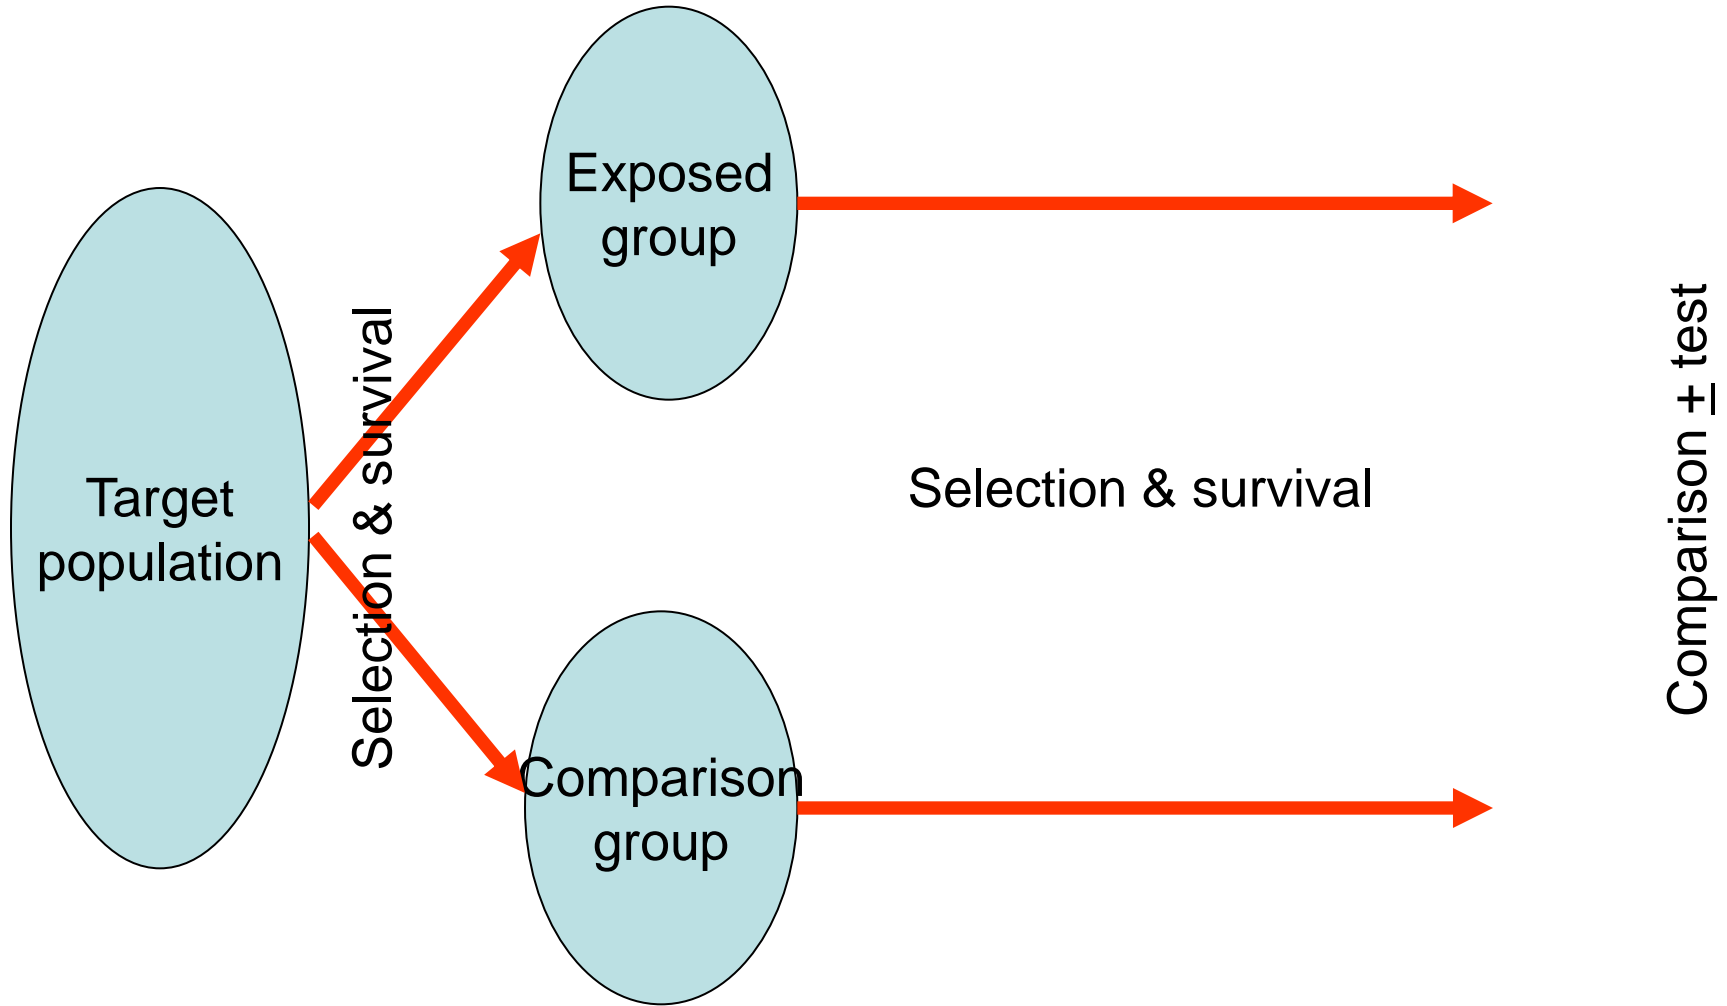 Target
population
Selection & survival
Exposed
group
Comparison
group
Selection & survival
Comparison + test